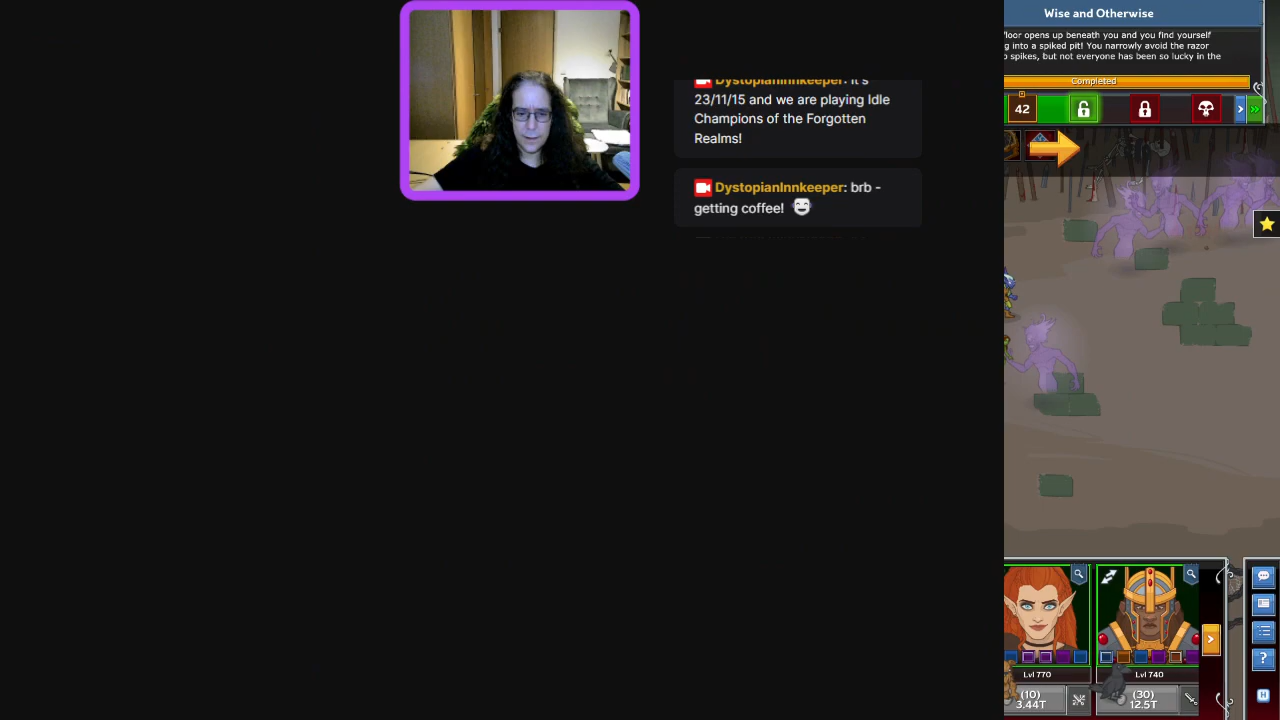 Wise and Otherwise
floor opens up beneath you and you find yourself
g into a spiked pit! You narrowly avoid the razor
p spikes, but not everyone has been so lucky in the
Completed
42
DystopianInnkeeper: It's
23/11/15 and we are playing Idle
Champions of the Forgotten
Realms!
DystopianInnkeeper: brb -
getting coffee!
Lvl 770
Lvl 740
(10)
3.44T
(30)
12.5T
?
H